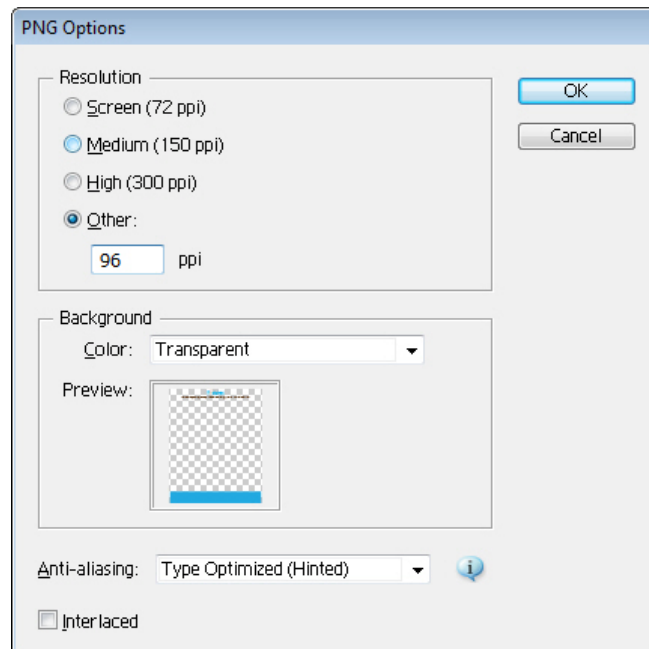 PNG Options
Resolution
Screen (72 ppi)
Medium (150 ppi)
High (300 ppi)
Other:
96 ppi
OK
Cancel
Background
Color: Transparent
Preview:
Anti-aliasing: Type Optimized (Hinted)
Interlaced